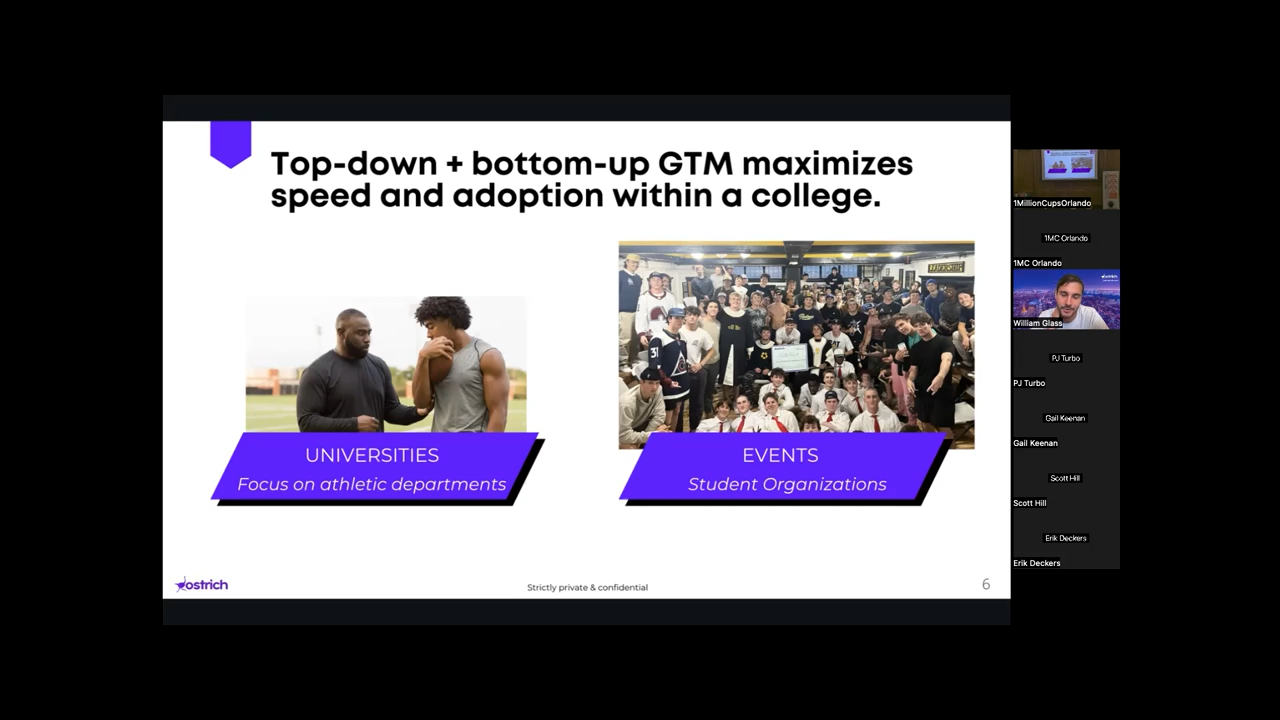 Top-down + bottom-up GTM maximizes
speed and adoption within a college.
UNIVERSITIES
Focus on athletic departments
EVENTS
Student Organizations
ostrich
Strictly private & confidential
6
1MillionCupsOrlando
1MC Orlando
1MC Orlando
ostrich
William Glass
PJ Turbo
PJ Turbo
Gail Keenan
Gail Keenan
Scott Hill
Scott Hill
Erik Deckers
Erik Deckers
31